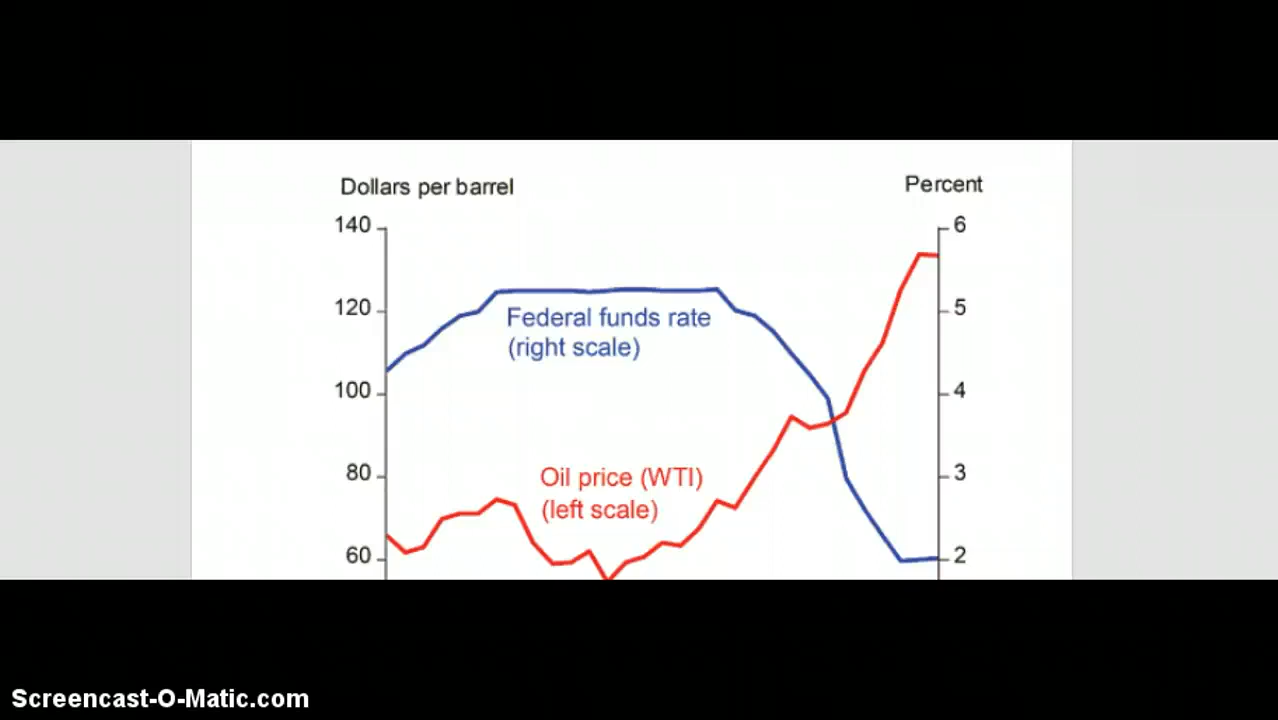 Dollars per barrel
Percent
140
6
120
5
Federal funds rate
(right scale)
100
4
80
3
Oil price (WTI)
(left scale)
60
2
Screencast-O-Matic.com